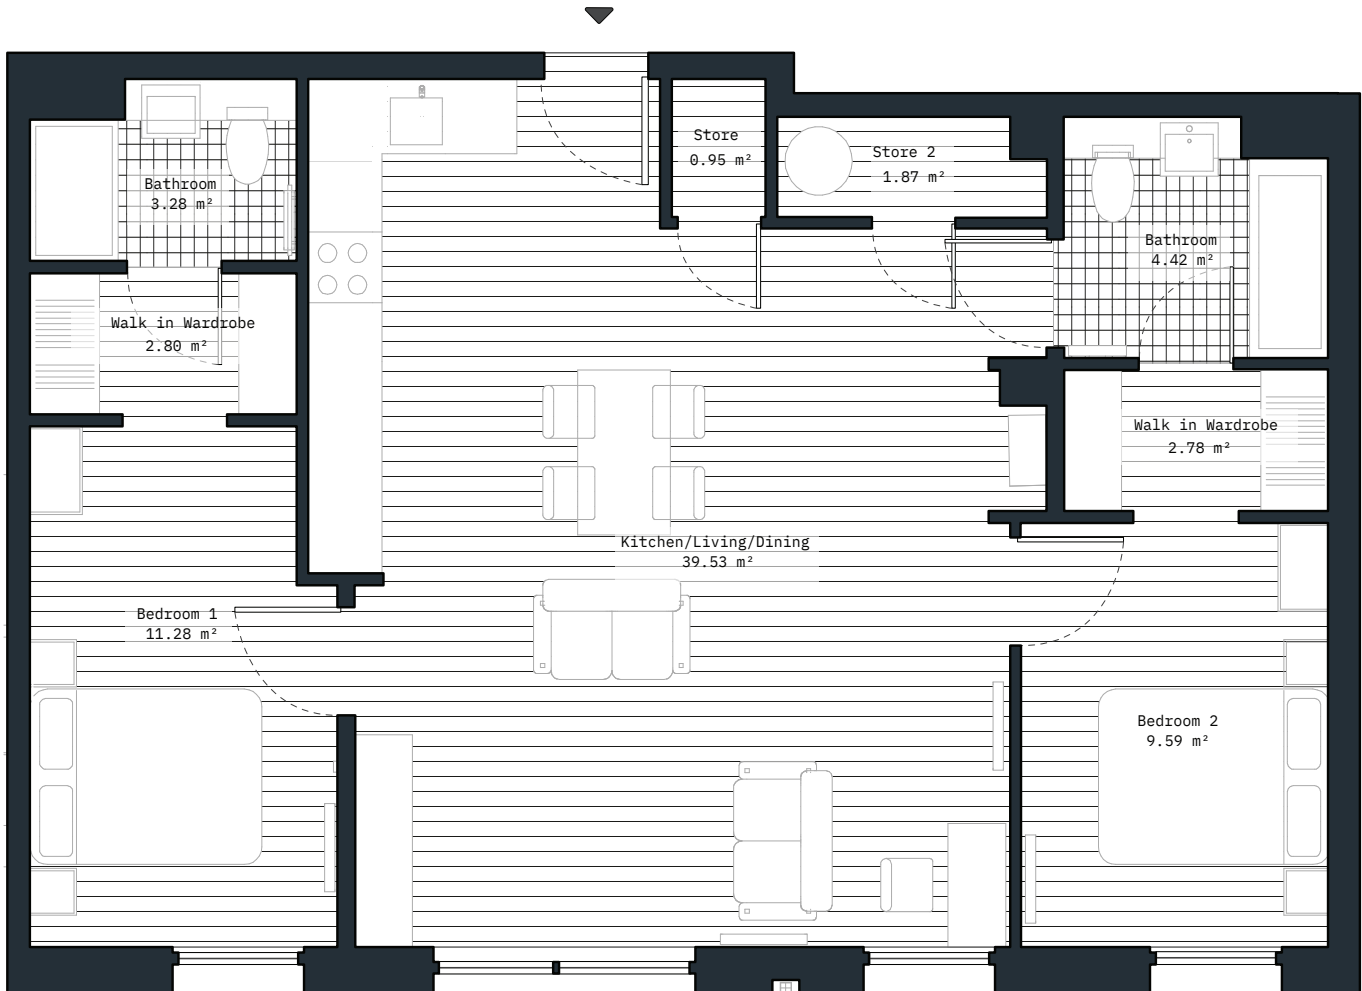 Store
0.95 m²
Store 2
1.87 m²
Bathroom
3.28 m²
Bathroom
4.42 m²
Walk in Wardrobe
2.80 m²
Walk in Wardrobe
2.78 m²
Kitchen/Living/Dining
39.53 m²
Bedroom 1
11.28 m²
Bedroom 2
9.59 m²